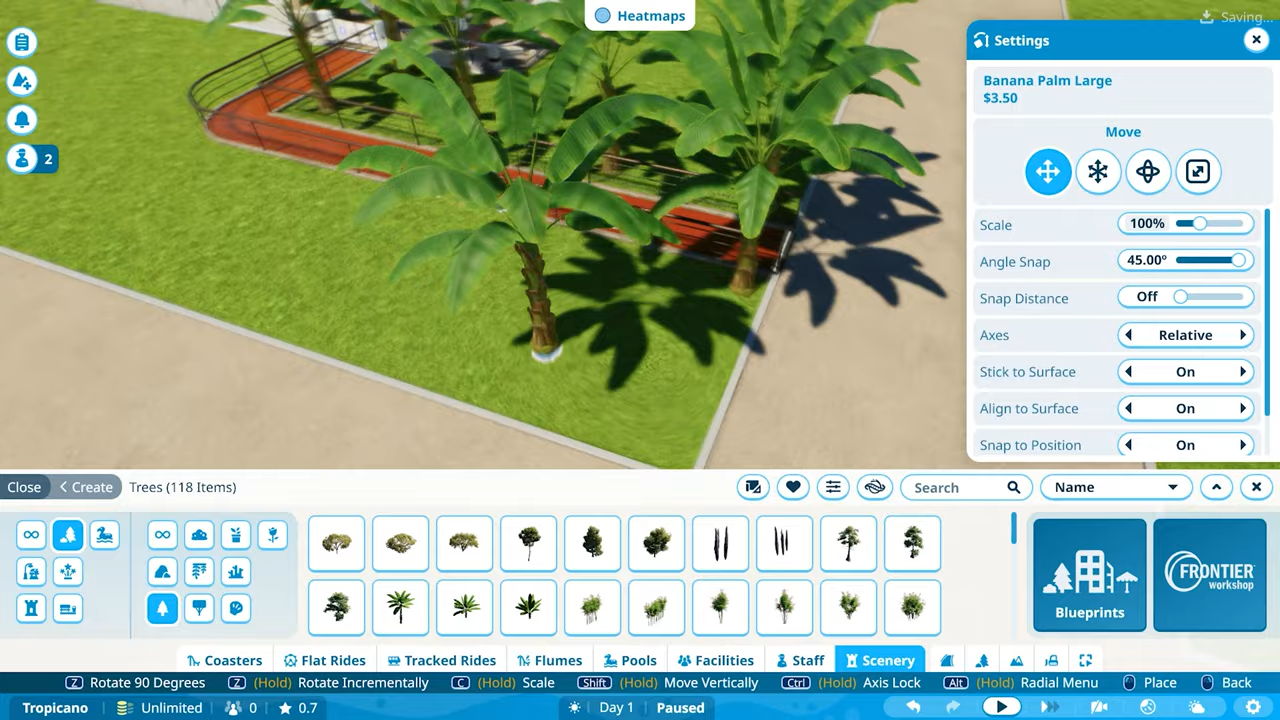 Heatmaps
Saving...
2
Settings
Banana Palm Large
$3.50
Move
Scale 100%
Angle Snap 45.00°
Snap Distance Off
Axes Relative
Stick to Surface On
Align to Surface On
Snap to Position On
Close Create Trees (118 Items) Search Name
Blueprints FRONTIER workshop
Coasters Flat Rides Tracked Rides Flumes Pools Facilities Staff Scenery
Z Rotate 90 Degrees Z (Hold) Rotate Incrementally C (Hold) Scale Shift (Hold) Move Vertically Ctrl (Hold) Axis Lock Alt (Hold) Radial Menu Place Back
Tropicano Unlimited 0 0.7 Day 1 Paused